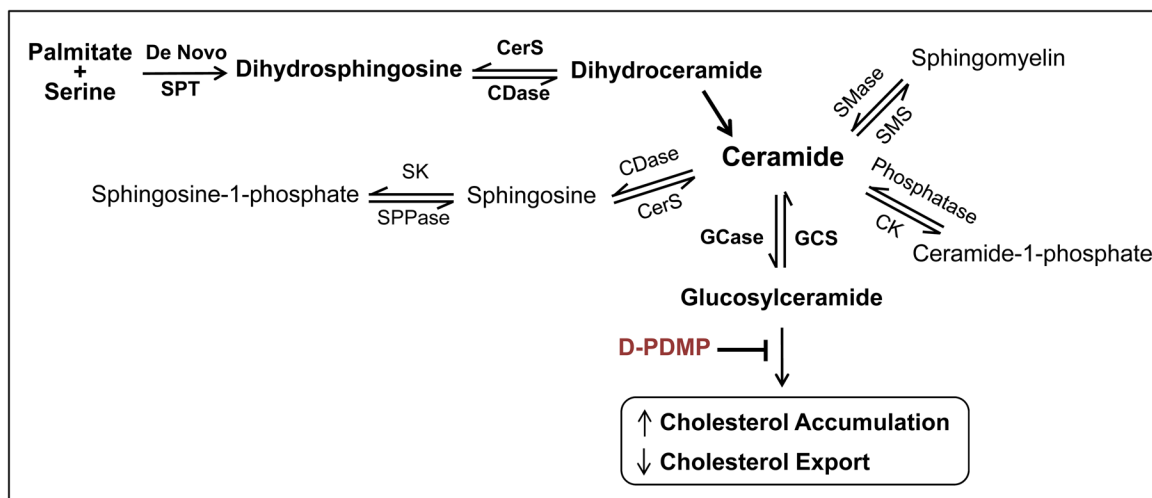 Palmitate
+
Serine
De Novo
SPT
Dihydrosphingosine
CerS
CDase
Dihydroceramide
Sphingomyelin
SMase
SMS
Ceramide
Sphingosine-1-phosphate
SK
SPPase
Sphingosine
CDase
CerS
Phosphatase
CK
Ceramide-1-phosphate
GCase
GCS
Glucosylceramide
D-PDMP
↑ Cholesterol Accumulation
↓ Cholesterol Export